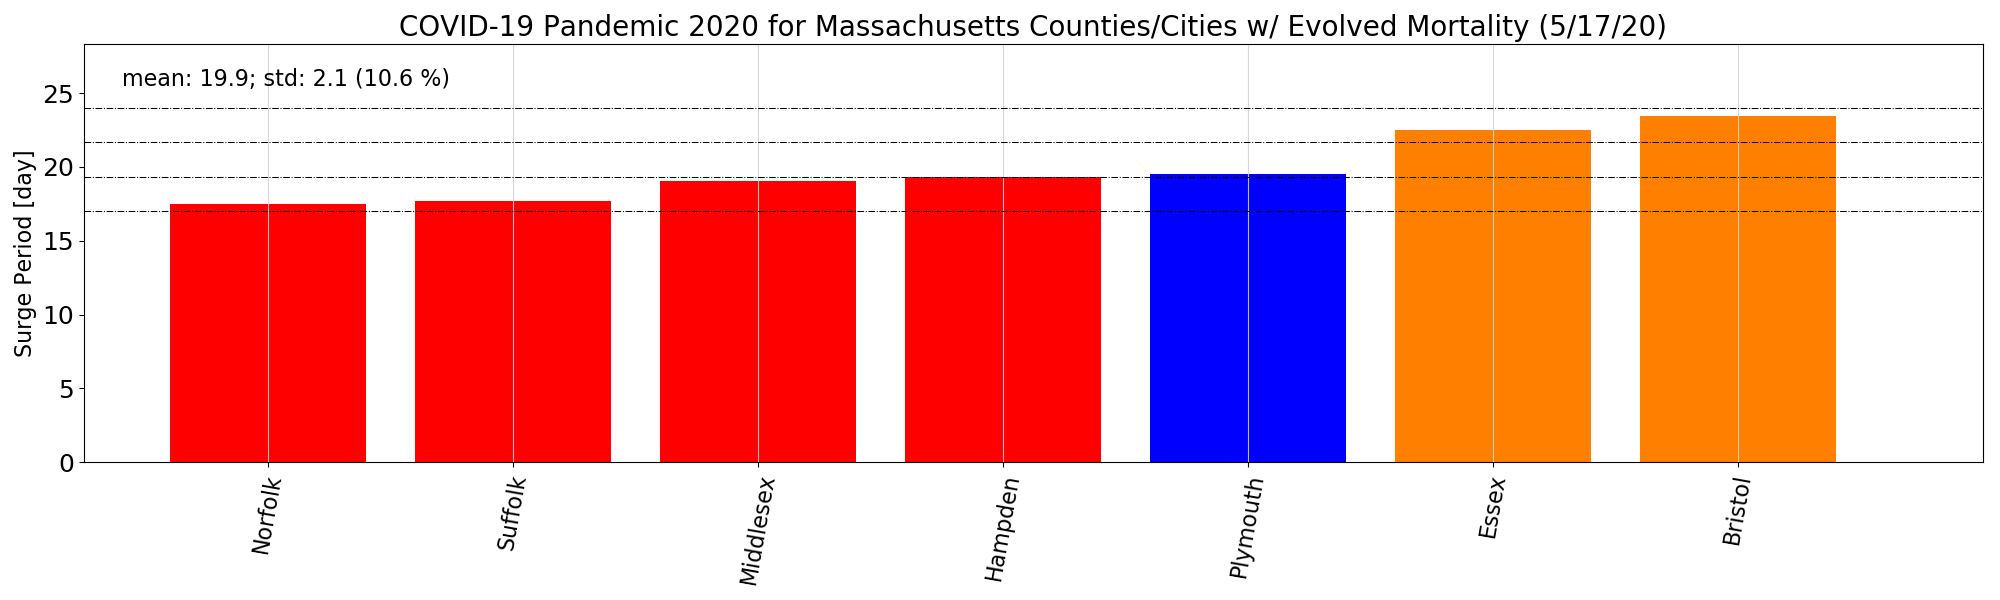 COVID-19 Pandemic 2020 for Massachusetts Counties/Cities w/ Evolved Mortality (5/17/20)
mean: 19.9; std: 2.1 (10.6 %)
Surge Period [day]
25
20
15
10
5
0
Norfolk
Suffolk
Middlesex
Hampden
Plymouth
Essex
Bristol